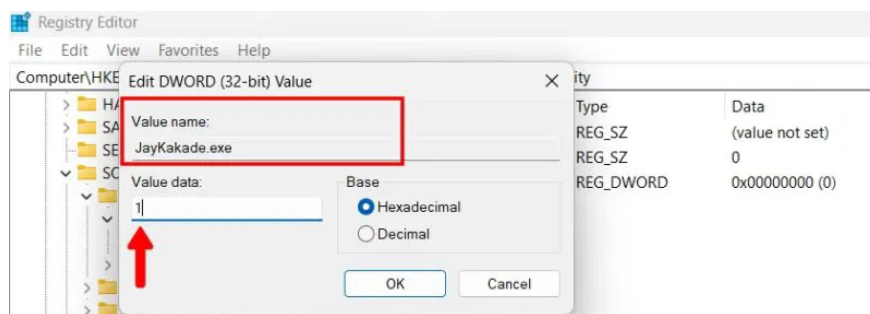 Registry Editor
File Edit View Favorites Help
Computer\HKE
ity
Edit DWORD (32-bit) Value
Value name:
JayKakade.exe
Value data:
1
Base
Hexadecimal
Decimal
OK Cancel
HA
SA
SE
SO
Type Data
REG_SZ (value not set)
REG_SZ 0
REG_DWORD 0x00000000 (0)